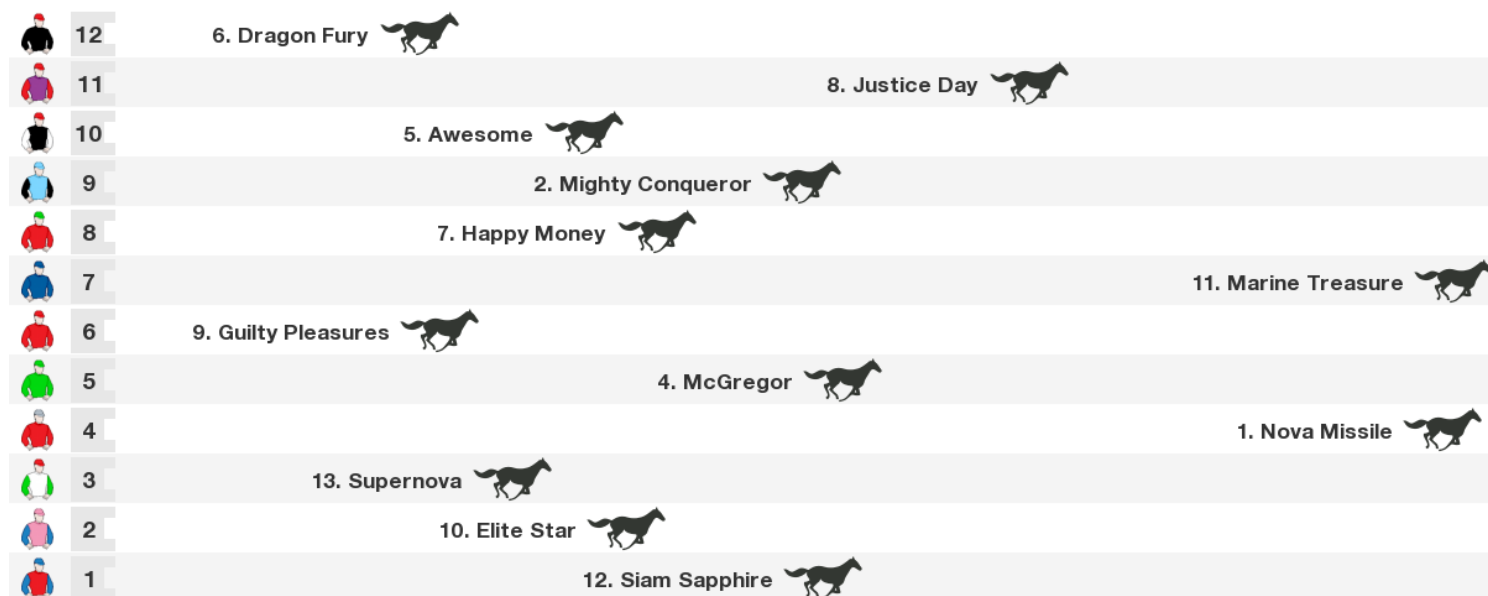 12 6. Dragon Fury
11 8. Justice Day
10 5. Awesome
9 2. Mighty Conqueror
8 7. Happy Money
7 11. Marine Treasure
6 9. Guilty Pleasures
5 4. McGregor
4 1. Nova Missile
3 13. Supernova
2 10. Elite Star
1 12. Siam Sapphire